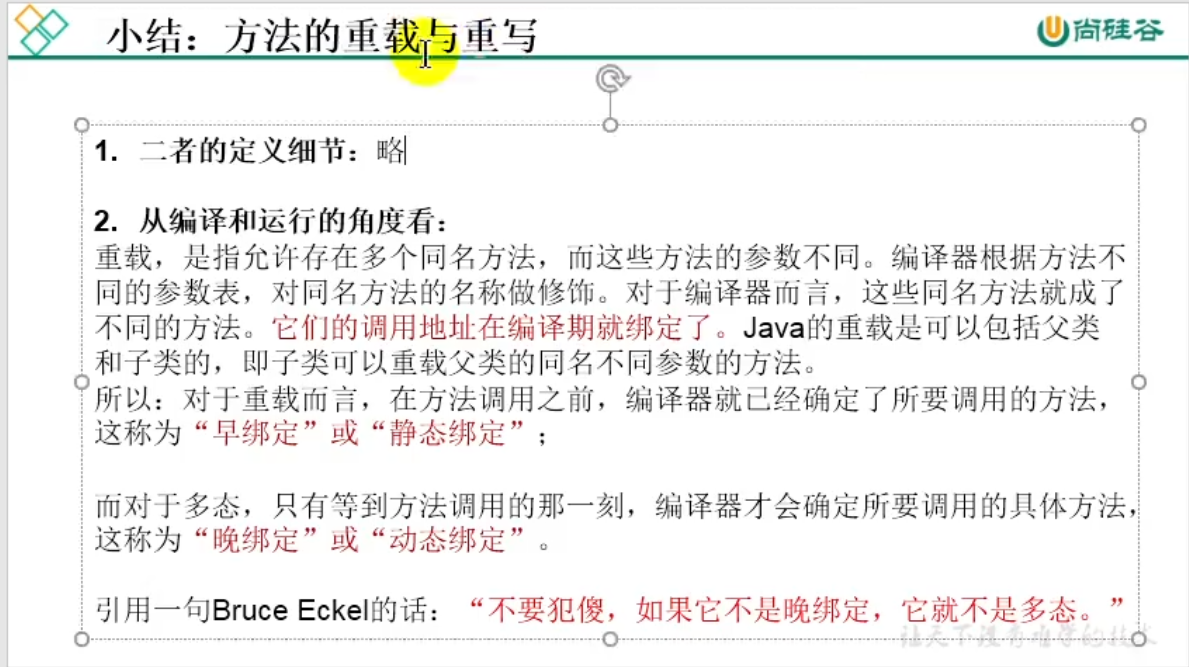 小结：方法的重载与重写
尚硅谷
1. 二者的定义细节：略
2. 从编译和运行的角度看：
重载，是指允许存在多个同名方法，而这些方法的参数不同。编译器根据方法不
同的参数表，对同名方法的名称做修饰。对于编译器而言，这些同名方法就成了
不同的方法。它们的调用地址在编译期就绑定了。Java的重载是可以包括父类
和子类的，即子类可以重载父类的同名不同参数的方法。
所以：对于重载而言，在方法调用之前，编译器就已经确定了所要调用的方法，
这称为“早绑定”或“静态绑定”；
而对于多态，只有等到方法调用的那一刻，编译器才会确定所要调用的具体方法，
这称为“晚绑定”或“动态绑定”。
引用一句Bruce Eckel的话：“不要犯傻，如果它不是晚绑定，它就不是多态。”
让天下没有难学的技术